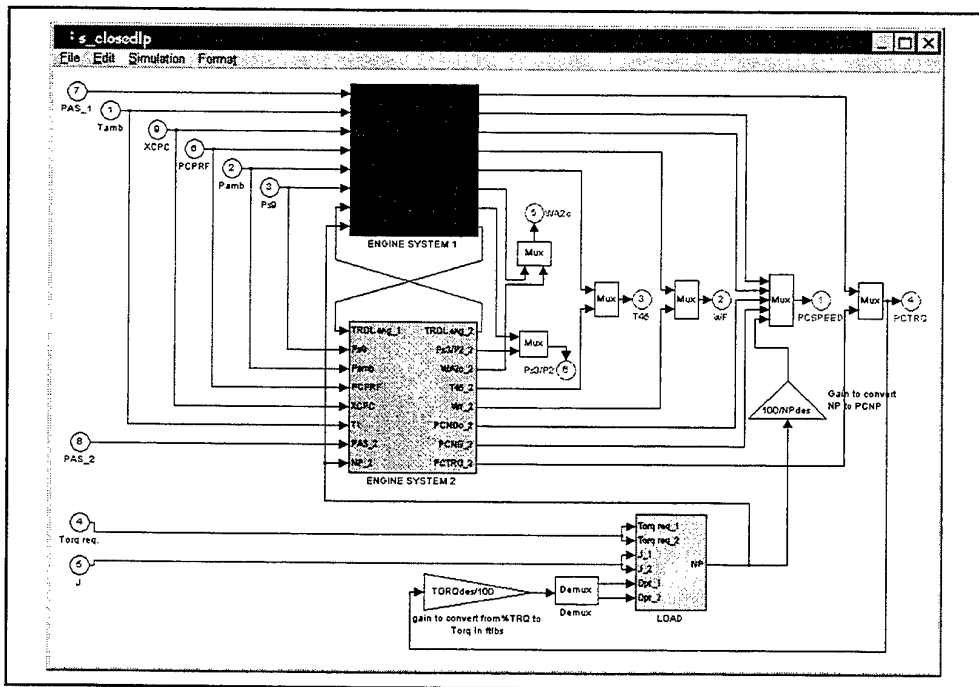 s_closedlp
File Edit Simulation Format
7
PAS_1
1
Tamb
9
XCPC
6
PCPRF
2
Pamb
3
Ps9
ENGINE SYSTEM 1
5
WA2c
Mux
Mux
3
T45
Mux
2
WF
Mux
1
PCSPEED
Mux
4
PCTRQ
Mux
Ps3/P2
6
TRQLang_1
Ps9
Pamb
PCPRF
XCPC
T1
PAS_2
NP_2
TRQLang_2
Ps3/P2_2
WA2c_2
T45_2
Wf_2
PCNGc_2
PCNG_2
PCTRQ_2
ENGINE SYSTEM 2
8
PAS_2
100/NPdes
Gain to convert
NP to PCNP
4
Torq req.
5
J
Torq req_1
Torq req_2
J_1
J_2
Dpt_1
Dpt_2
NP
LOAD
TORQdes/100
gain to convert from%TRQ to
Torq in ftlbs
Demux
Demux